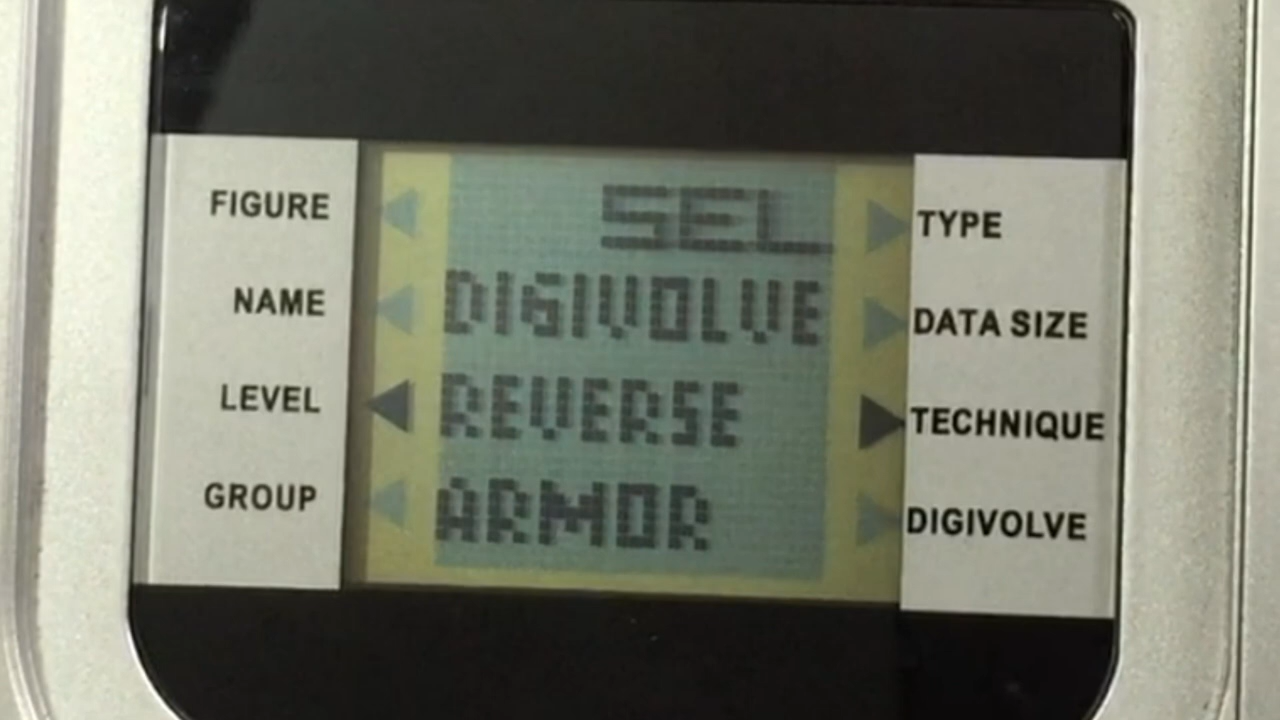 FIGURE
NAME
LEVEL
GROUP
SEL
DIGIVOLVE
REVERSE
ARMOR
TYPE
DATA SIZE
TECHNIQUE
DIGIVOLVE